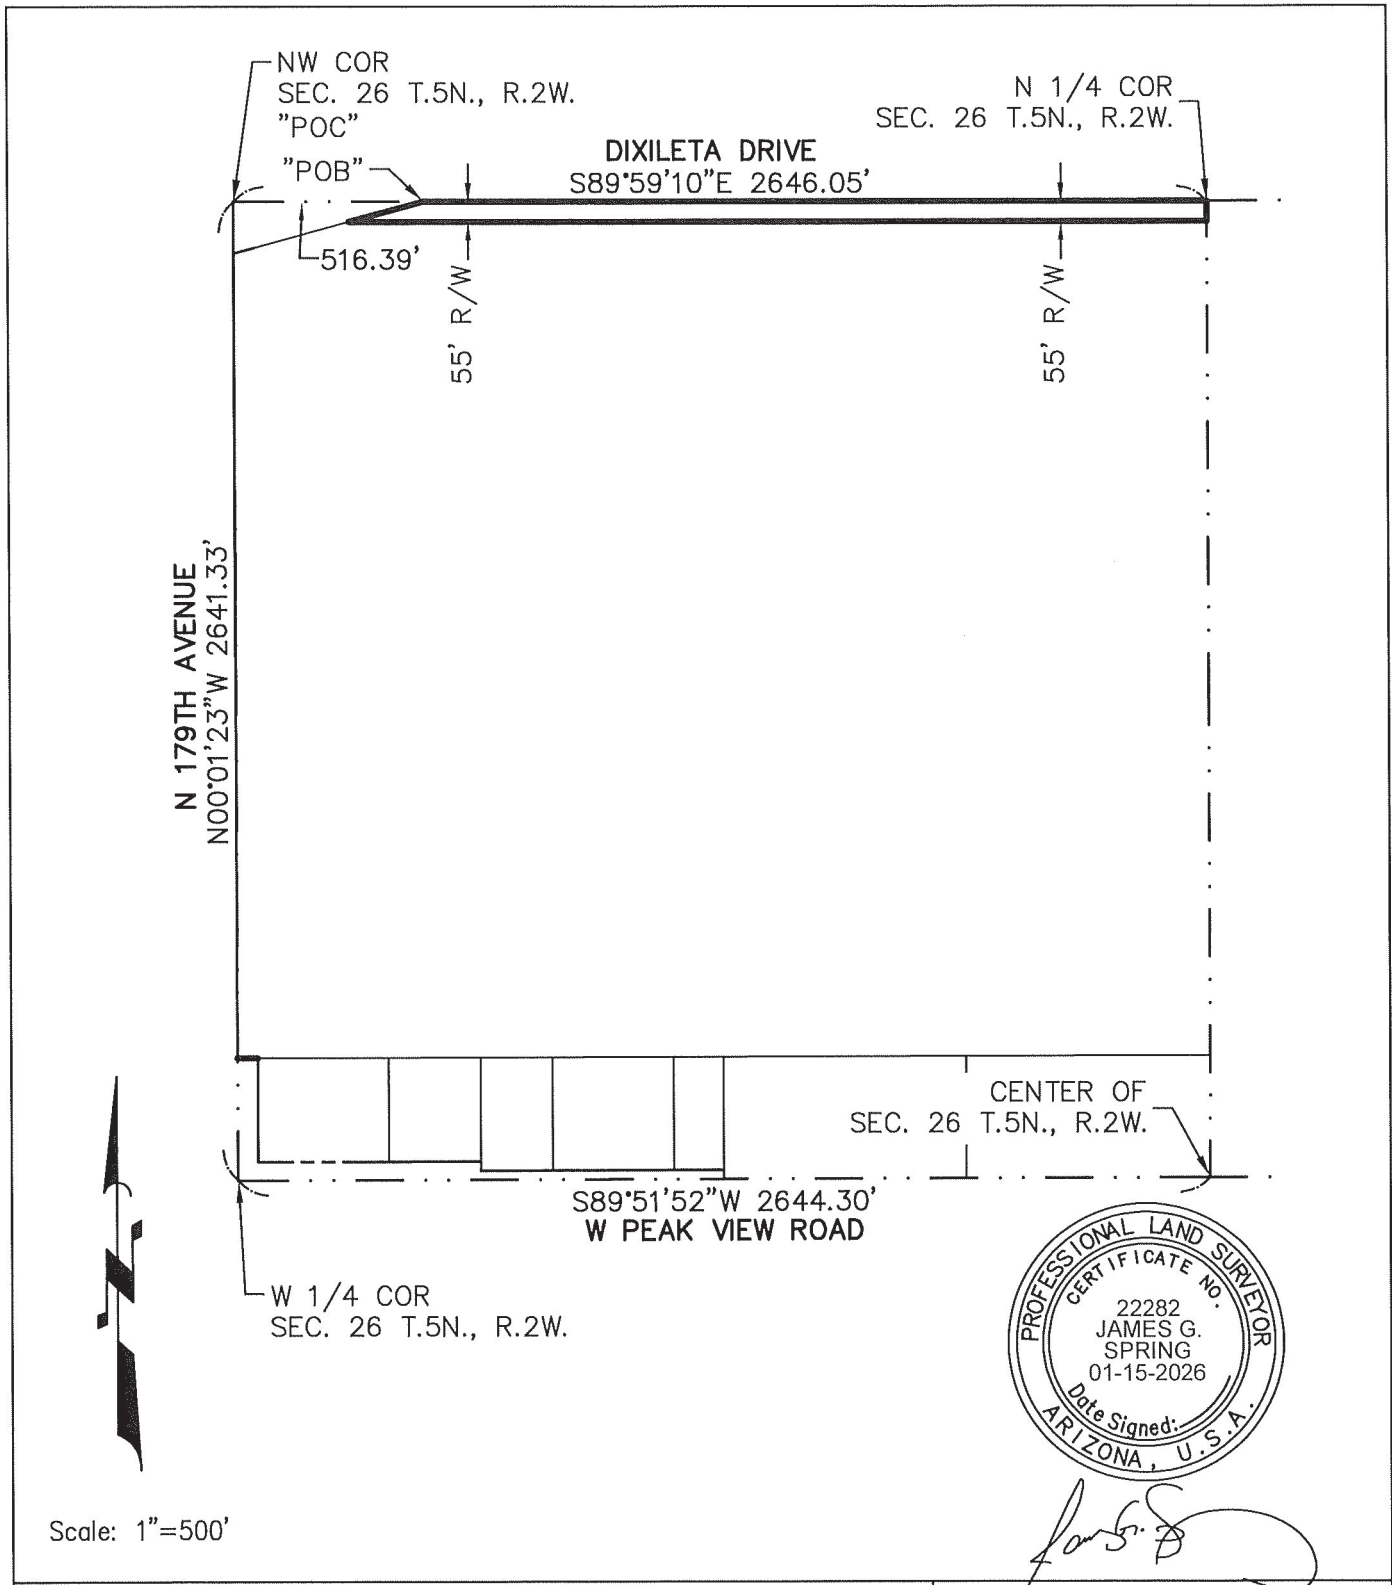 NW COR
SEC. 26 T.5N., R.2W.
"POC"
"POB"
N 1/4 COR
SEC. 26 T.5N., R.2W.
DIXILETA DRIVE
S89°59'10"E 2646.05'
516.39'
55' R/W
55' R/W
N 179TH AVENUE
N00°01'23"W 2641.33'
CENTER OF
SEC. 26 T.5N., R.2W.
S89°51'52"W 2644.30'
W PEAK VIEW ROAD
W 1/4 COR
SEC. 26 T.5N., R.2W.
PROFESSIONAL LAND SURVEYOR
CERTIFICATE NO.
22282
JAMES G.
SPRING
01-15-2026
Date Signed:
ARIZONA, U.S.A.
Scale: 1"=500'